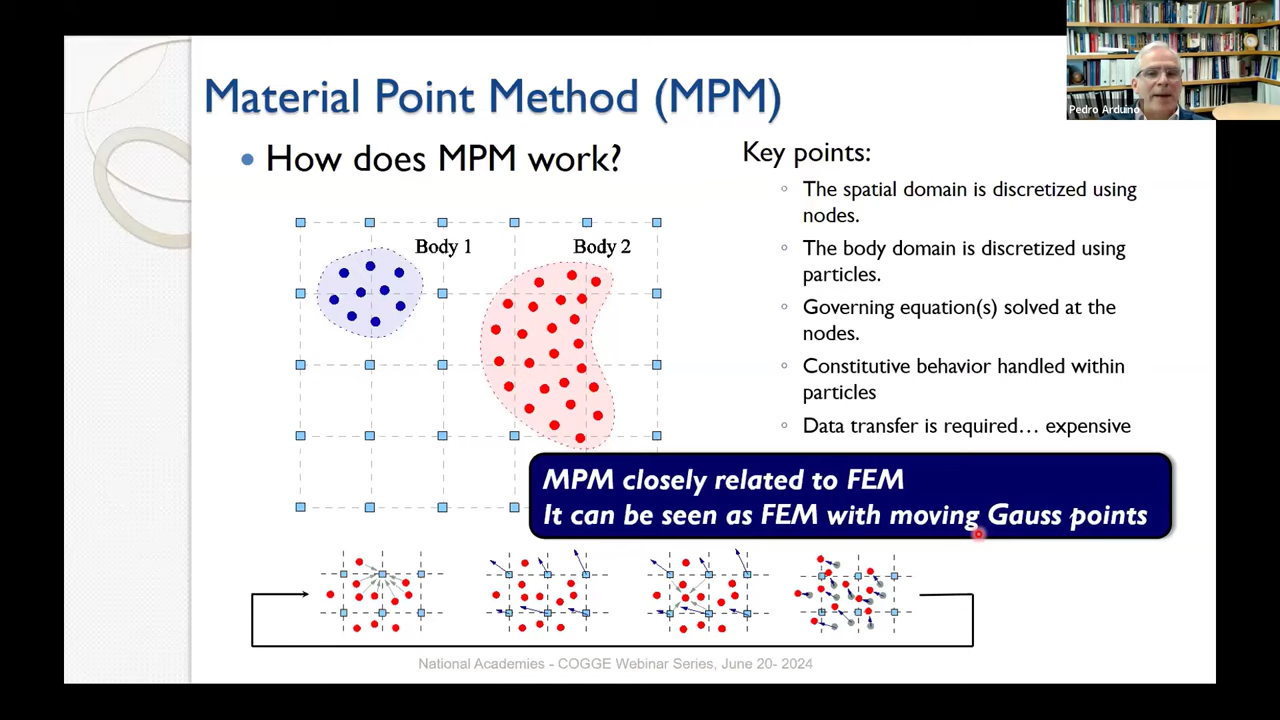 Pedro Arduino
Material Point Method (MPM)
• How does MPM work?
Body 1
Body 2
Key points:
◦ The spatial domain is discretized using
nodes.
◦ The body domain is discretized using
particles.
◦ Governing equation(s) solved at the
nodes.
◦ Constitutive behavior handled within
particles
◦ Data transfer is required… expensive
MPM closely related to FEM
It can be seen as FEM with moving Gauss points
National Academies - COGGE Webinar Series, June 20- 2024